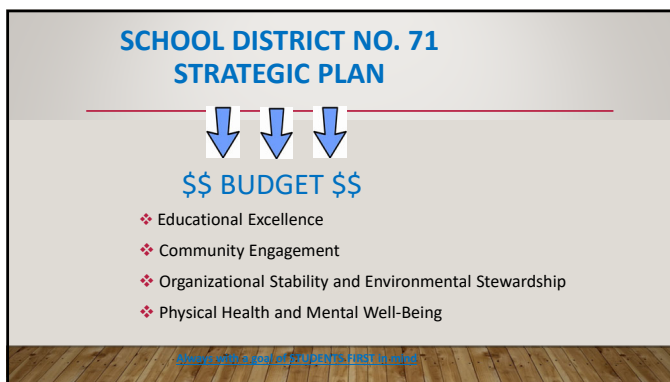 SCHOOL DISTRICT NO. 71
STRATEGIC PLAN
$$ BUDGET $$
Educational Excellence
Community Engagement
Organizational Stability and Environmental Stewardship
Physical Health and Mental Well-Being
Always with a goal of STUDENTS FIRST in mind